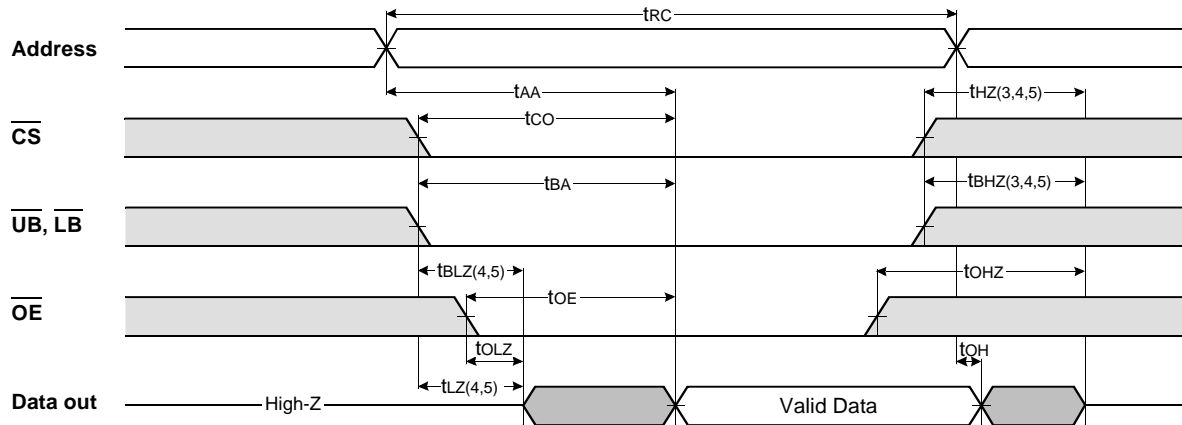 tRC
Address
tAA
tHZ(3,4,5)
CS
tCO
tBA
tBHZ(3,4,5)
UB, LB
tBLZ(4,5)
tOHZ
tOE
OE
tOLZ
tOH
tLZ(4,5)
Data out
High-Z
Valid Data